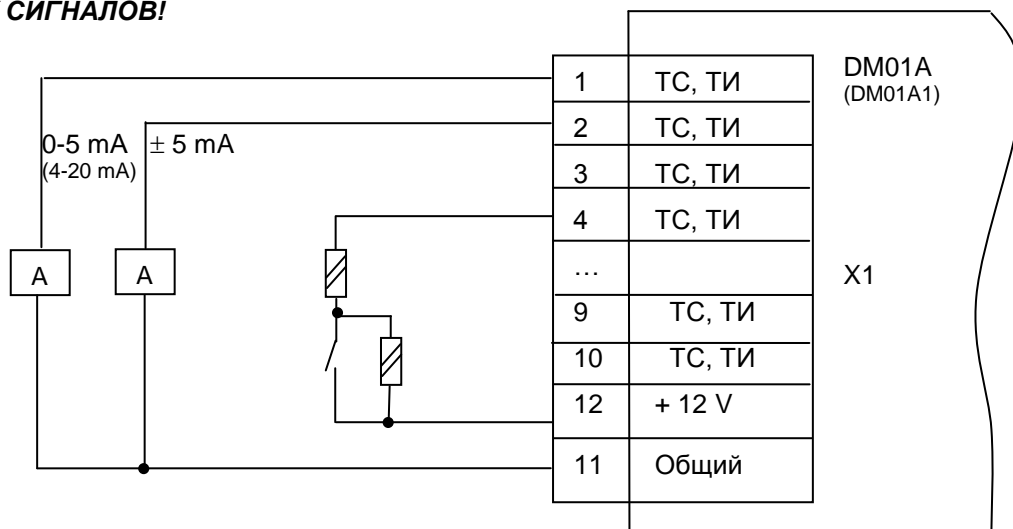 СИГНАЛОВ!
DM01A
(DM01A1)
1 ТС, ТИ
2 ТС, ТИ
0-5 mA ± 5 mA
(4-20 mA)
3 ТС, ТИ
4 ТС, ТИ
A A
... X1
9 ТС, ТИ
10 ТС, ТИ
12 + 12 V
11 Общий